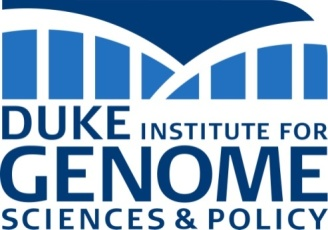 DUKE INSTITUTE FOR
GENOME
SCIENCES & POLICY